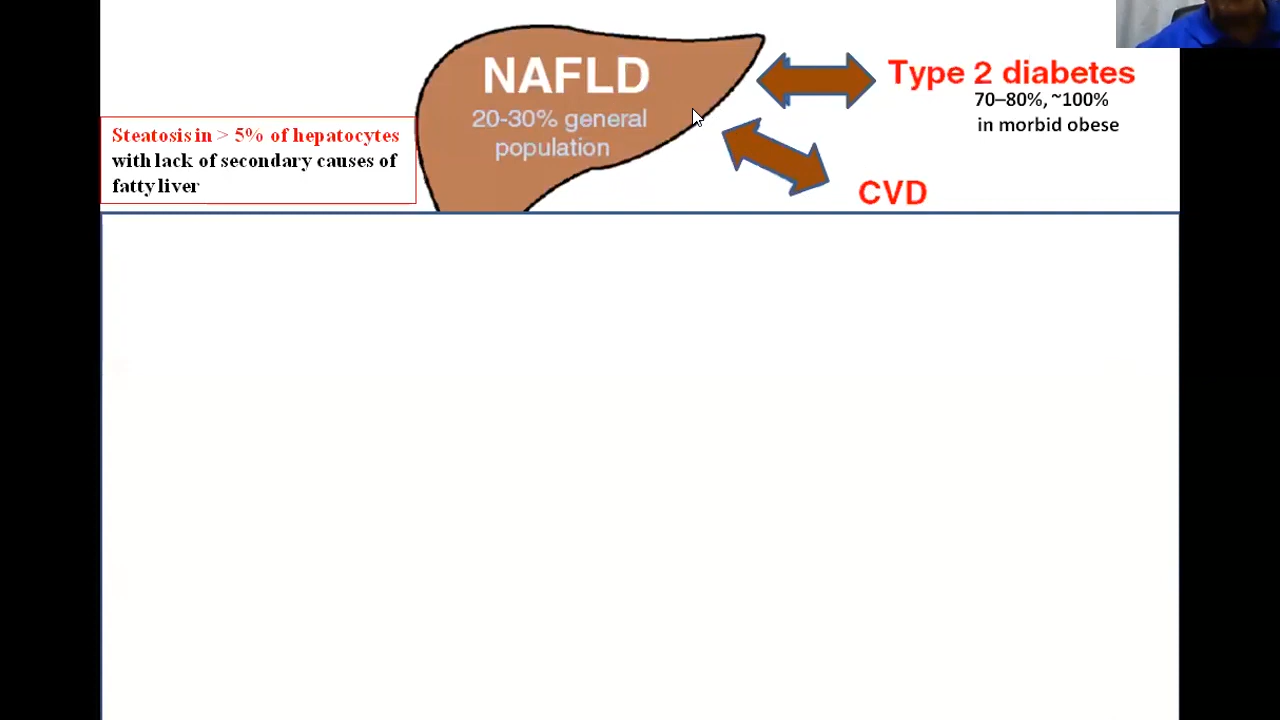 NAFLD
20-30% general
population
Steatosis in > 5% of hepatocytes
with lack of secondary causes of
fatty liver
Type 2 diabetes
70–80%, ~100%
in morbid obese
CVD